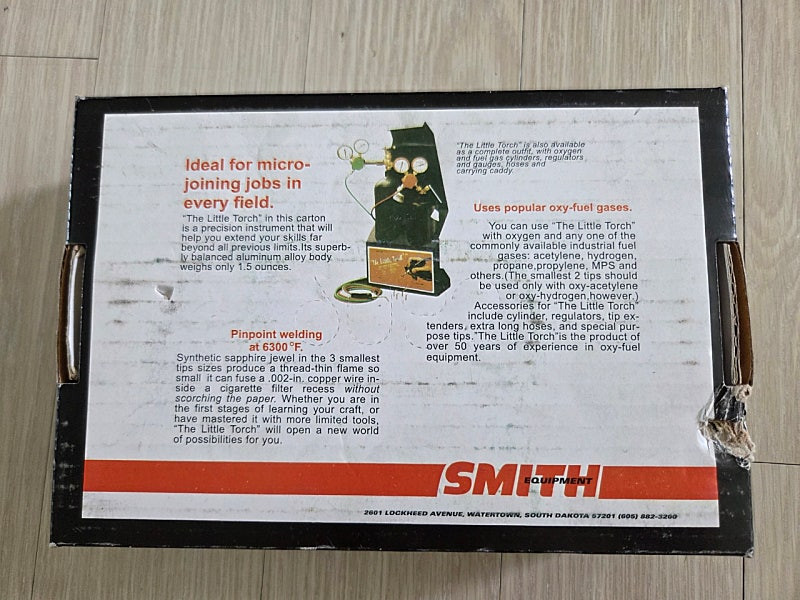 Ideal for micro-
joining jobs in
every field.
"The Little Torch" in this carton
is a precision instrument that will
help you extend your skills far
beyond all previous limits.Its superb-
ly balanced aluminum alloy body
weighs only 1.5 ounces.
Pinpoint welding
at 6300°F.
Synthetic sapphire jewel in the 3 smallest
tips sizes produce a thread-thin flame so
small it can fuse a .002-in. copper wire in-
side a cigarette filter recess without
scorching the paper. Whether you are in
the first stages of learning your craft, or
have mastered it with more limited tools,
"The Little Torch" will open a new world
of possibilities for you.
"The Little Torch"
"The Little Torch" is also available
as a complete outfit, with oxygen
and fuel gas cylinders, regulators
and gauges, hoses and
carrying caddy.
Uses popular oxy-fuel gases.
You can use "The Little Torch"
with oxygen and any one of the
commonly available industrial fuel
gases: acetylene, hydrogen,
propane,propylene, MPS and
others.(The smallest 2 tips should
be used only with oxy-acetylene
or oxy-hydrogen,however.)
Accessories for "The Little Torch"
include cylinder, regulators, tip ex-
tenders, extra long hoses, and special pur-
pose tips."The Little Torch"is the product of
over 50 years of experience in oxy-fuel
equipment.
SMITH
EQUIPMENT
2601 LOCKHEED AVENUE, WATERTOWN, SOUTH DAKOTA 57201 (605) 882-3200